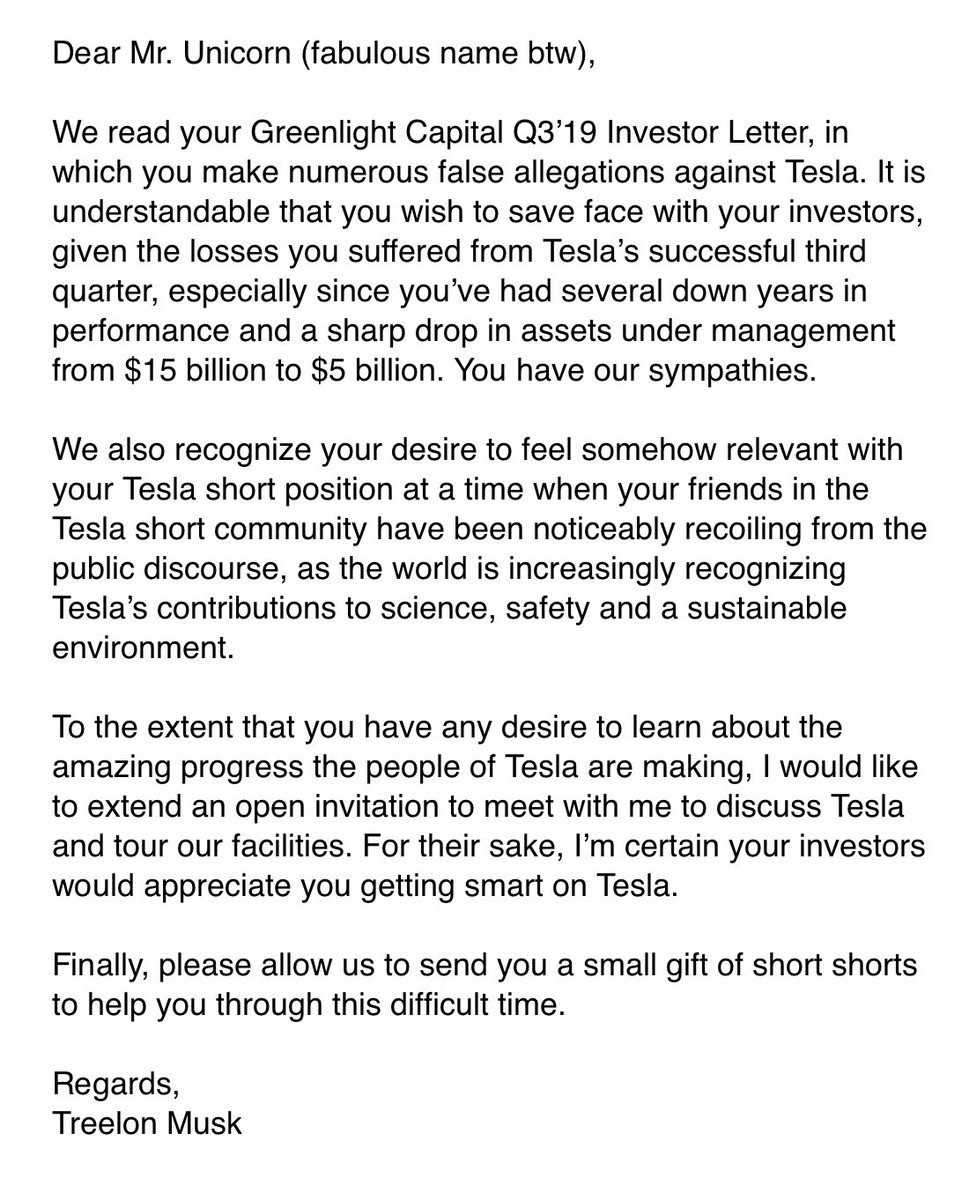 Dear Mr. Unicorn (fabulous name btw),
We read your Greenlight Capital Q3’19 Investor Letter, in
which you make numerous false allegations against Tesla. It is
understandable that you wish to save face with your investors,
given the losses you suffered from Tesla’s successful third
quarter, especially since you’ve had several down years in
performance and a sharp drop in assets under management
from $15 billion to $5 billion. You have our sympathies.
We also recognize your desire to feel somehow relevant with
your Tesla short position at a time when your friends in the
Tesla short community have been noticeably recoiling from the
public discourse, as the world is increasingly recognizing
Tesla’s contributions to science, safety and a sustainable
environment.
To the extent that you have any desire to learn about the
amazing progress the people of Tesla are making, I would like
to extend an open invitation to meet with me to discuss Tesla
and tour our facilities. For their sake, I’m certain your investors
would appreciate you getting smart on Tesla.
Finally, please allow us to send you a small gift of short shorts
to help you through this difficult time.
Regards,
Treelon Musk